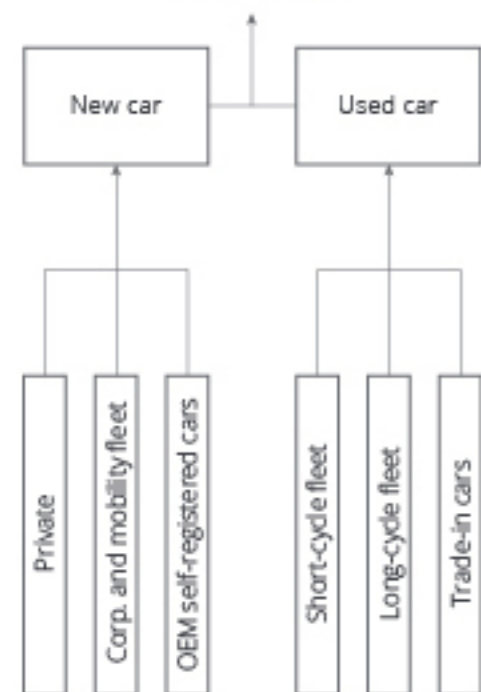 New car
Used car
Private
Corp. and mobility fleet
OEM self-registered cars
Short-cycle fleet
Long-cycle fleet
Trade-in cars